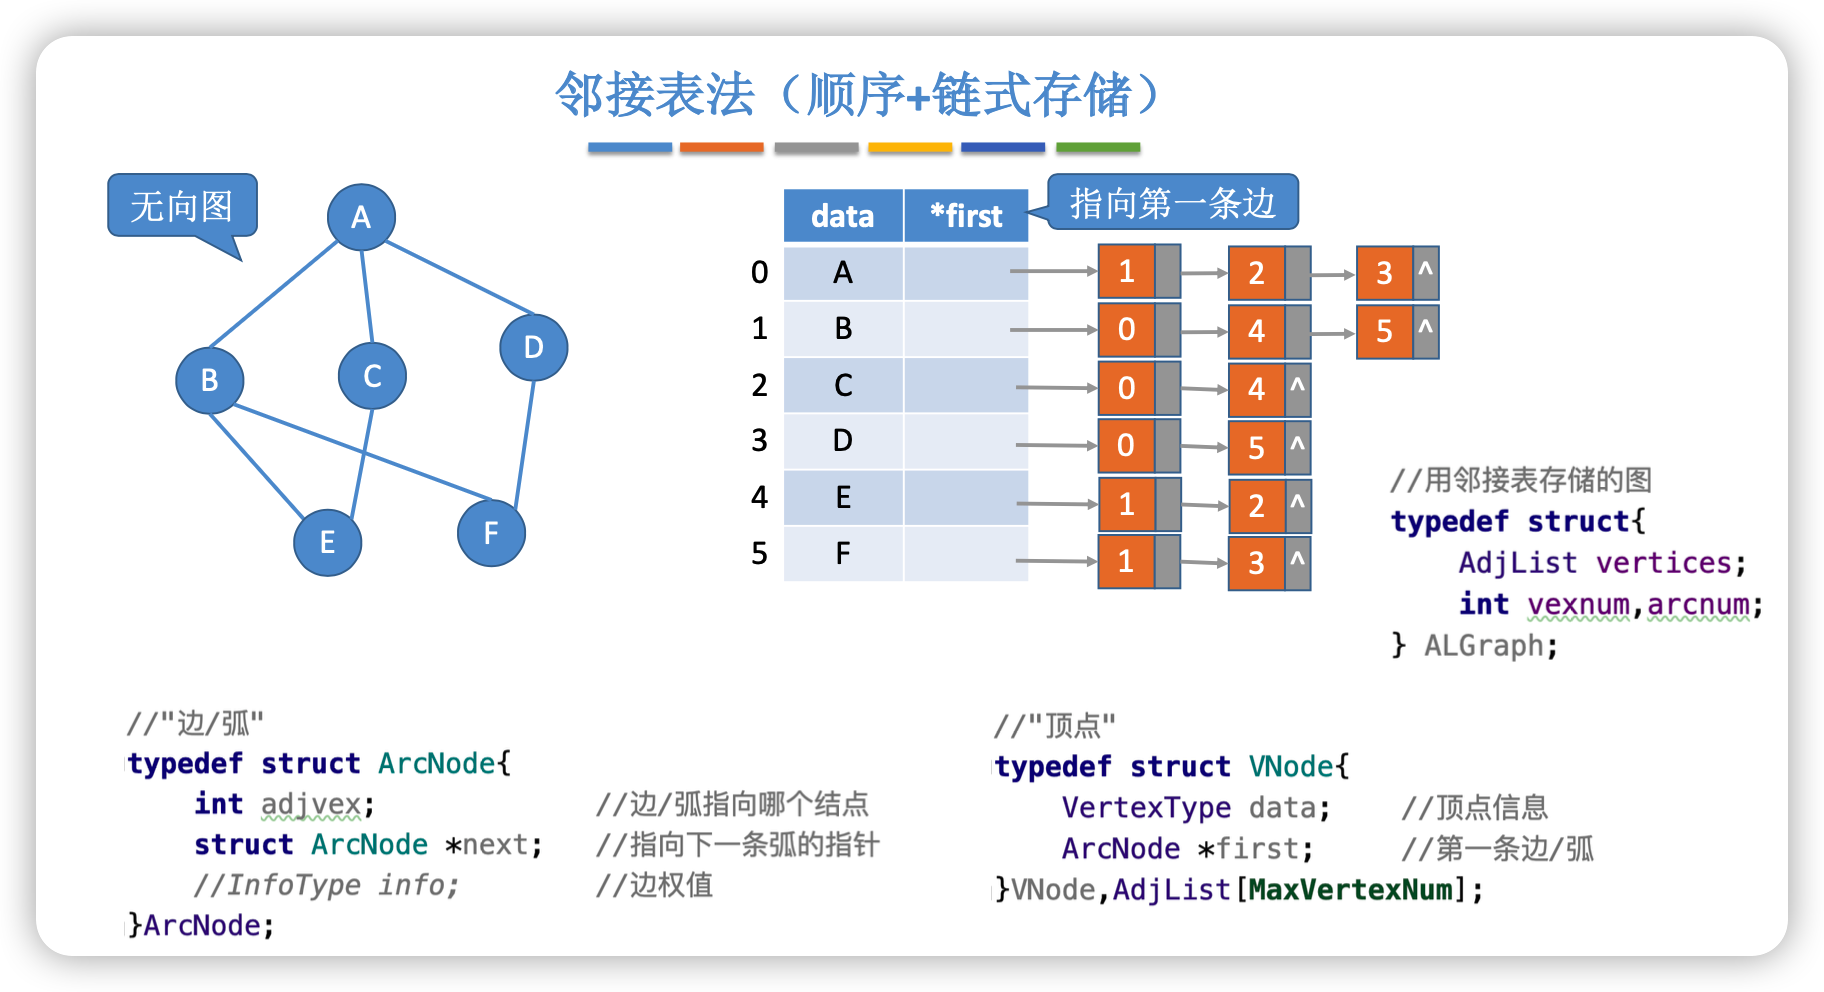 邻接表法（顺序+链式存储）
无向图
A
B
C
D
E
F
指向第一条边
data *first
0 A 1 2 3 ^
1 B 0 4 5 ^
2 C 0 4 ^
3 D 0 5 ^
4 E 1 2 ^
5 F 1 3 ^
//用邻接表存储的图
typedef struct{
AdjList vertices;
int vexnum,arcnum;
} ALGraph;
//"边/弧"
typedef struct ArcNode{
int adjvex; //边/弧指向哪个结点
struct ArcNode *next; //指向下一条弧的指针
//InfoType info; //边权值
}ArcNode;
//"顶点"
typedef struct VNode{
VertexType data; //顶点信息
ArcNode *first; //第一条边/弧
}VNode,AdjList[MaxVertexNum];